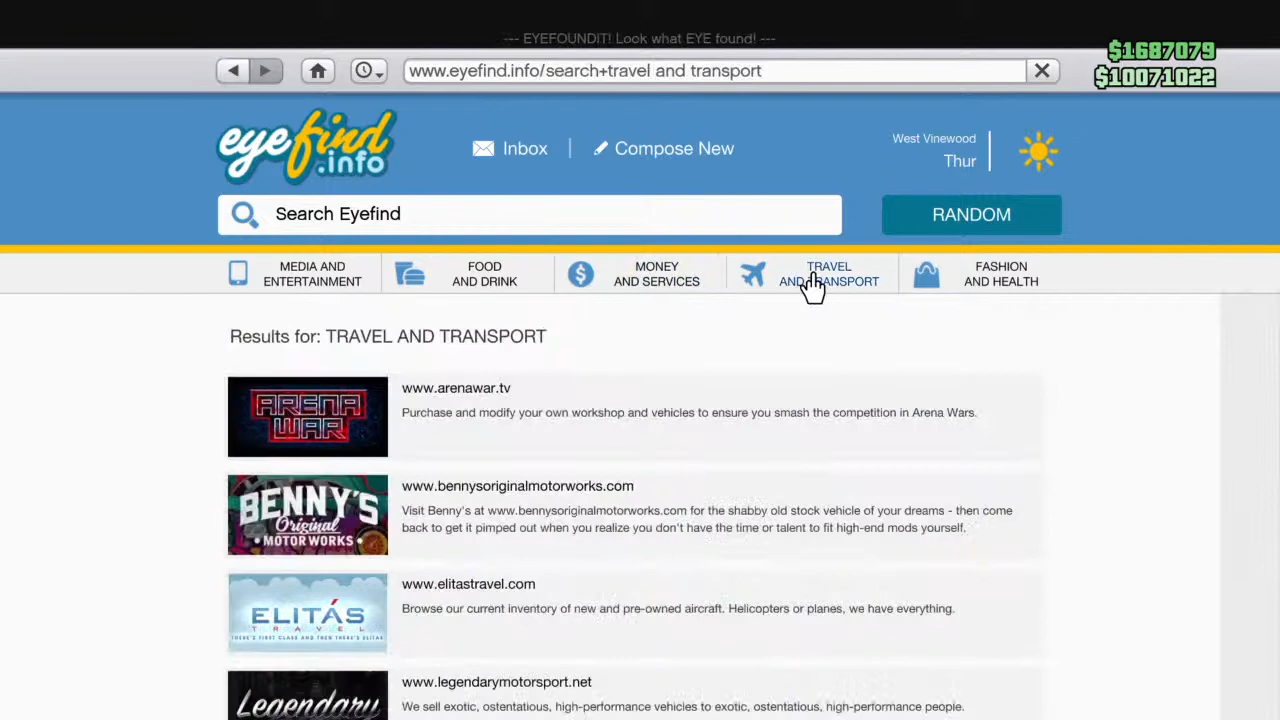 --- EYEFOUNDIT! Look what EYE found! ---
$1687079
www.eyefind.info/search+travel and transport
$10071022
eyefind
.info
Inbox
Compose New
West Vinewood
Thur
Search Eyefind
RANDOM
MEDIA AND
ENTERTAINMENT
FOOD
AND DRINK
MONEY
AND SERVICES
TRAVEL
AND TRANSPORT
FASHION
AND HEALTH
Results for: TRAVEL AND TRANSPORT
ARENA
WAR
www.arenawar.tv
Purchase and modify your own workshop and vehicles to ensure you smash the competition in Arena Wars.
BENNY'S
Original
MOTOR WORKS
www.bennysoriginalmotorworks.com
Visit Benny's at www.bennysoriginalmotorworks.com for the shabby old stock vehicle of your dreams - then come
back to get it pimped out when you realize you don't have the time or talent to fit high-end mods yourself.
ELITÁS
TRAVEL
THERE'S FIRST CLASS AND THEN THERE'S ELITAS
www.elitastravel.com
Browse our current inventory of new and pre-owned aircraft. Helicopters or planes, we have everything.
Legendary
www.legendarymotorsport.net
We sell exotic, ostentatious, high-performance vehicles to exotic, ostentatious, high-performance people.